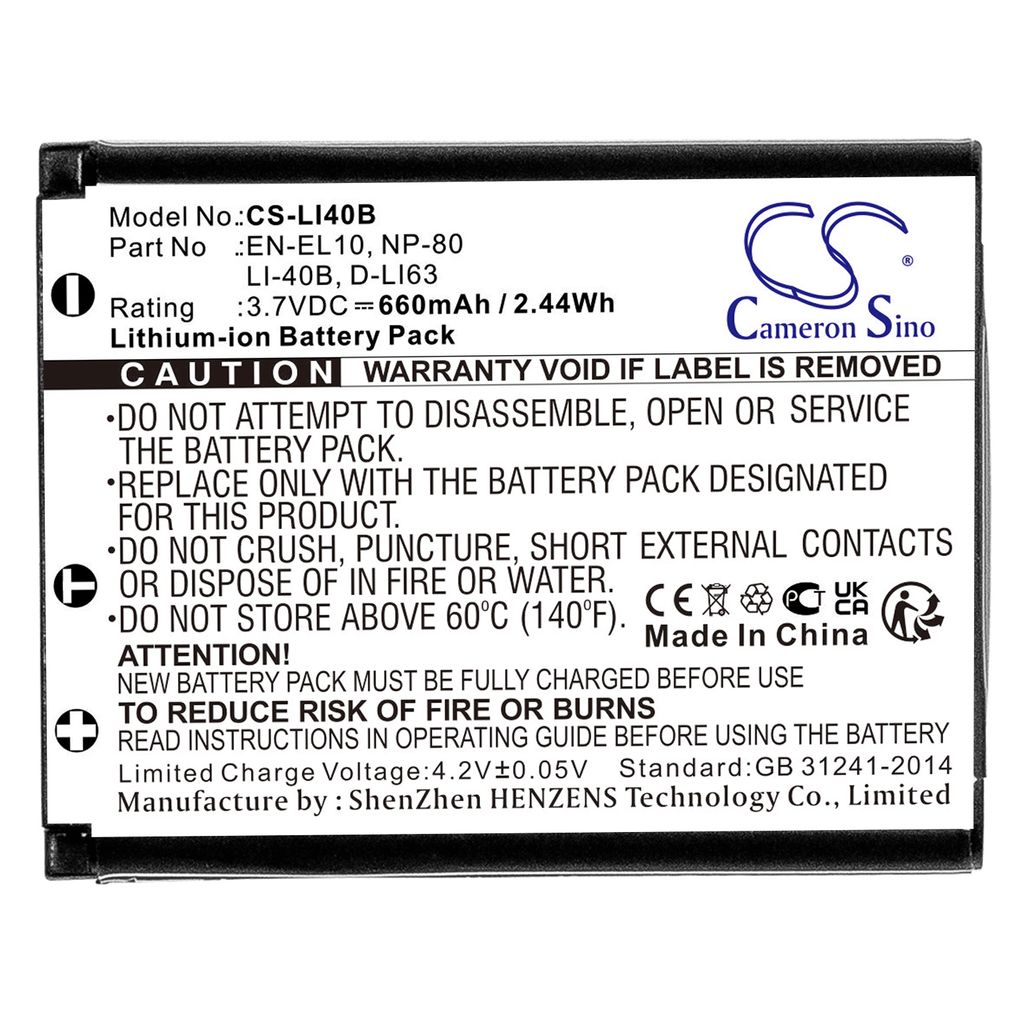 Model No.:CS-LI40B
Part No .:EN-EL10, NP-80
LI-40B, D-LI63
Rating :3.7VDC⎓660mAh / 2.44Wh
Lithium-ion Battery Pack
CS
®
Cameron Sino
CAUTION WARRANTY VOID IF LABEL IS REMOVED
·DO NOT ATTEMPT TO DISASSEMBLE, OPEN OR SERVICE
THE BATTERY PACK.
·REPLACE ONLY WITH THE BATTERY PACK DESIGNATED
FOR THIS PRODUCT.
·DO NOT CRUSH, PUNCTURE, SHORT EXTERNAL CONTACTS
OR DISPOSE OF IN FIRE OR WATER.
·DO NOT STORE ABOVE 60°C (140°F).
CE PCT UK
CA
Made In China
ATTENTION!
NEW BATTERY PACK MUST BE FULLY CHARGED BEFORE USE
TO REDUCE RISK OF FIRE OR BURNS
READ INSTRUCTIONS IN OPERATING GUIDE BEFORE USING THE BATTERY
Limited Charge Voltage:4.2V±0.05V Standard:GB 31241-2014
Manufacture by : ShenZhen HENZENS Technology Co., Limited
－
T
+